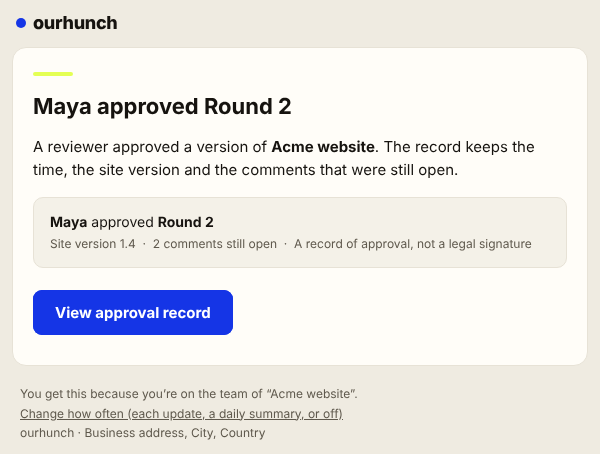 ourhunch
Maya approved Round 2
A reviewer approved a version of Acme website. The record keeps the
time, the site version and the comments that were still open.
Maya approved Round 2
Site version 1.4 · 2 comments still open · A record of approval, not a legal signature
View approval record
You get this because you’re on the team of “Acme website”.
Change how often (each update, a daily summary, or off)
ourhunch · Business address, City, Country